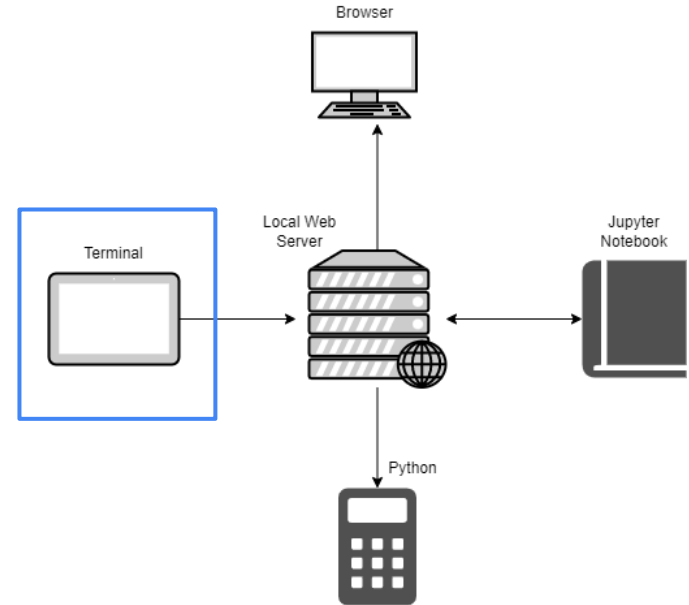 Browser
Local Web
Server
Jupyter
Notebook
Terminal
Python